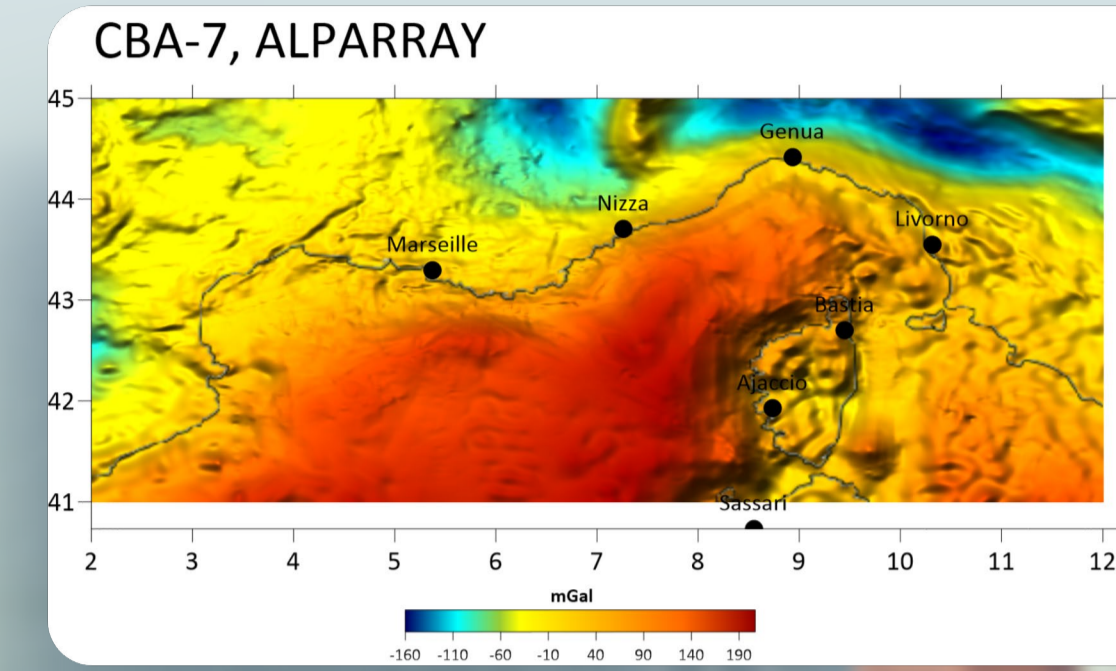 CBA-7, ALPARRAY
45
Genua
44
Nizza
Livorno
Marseille
43
Bastia
42
Ajaccio
41
Sassari
2 3 4 5 6 7 8 9 10 11 12
mGal
-160 -110 -60 -10 40 90 140 190